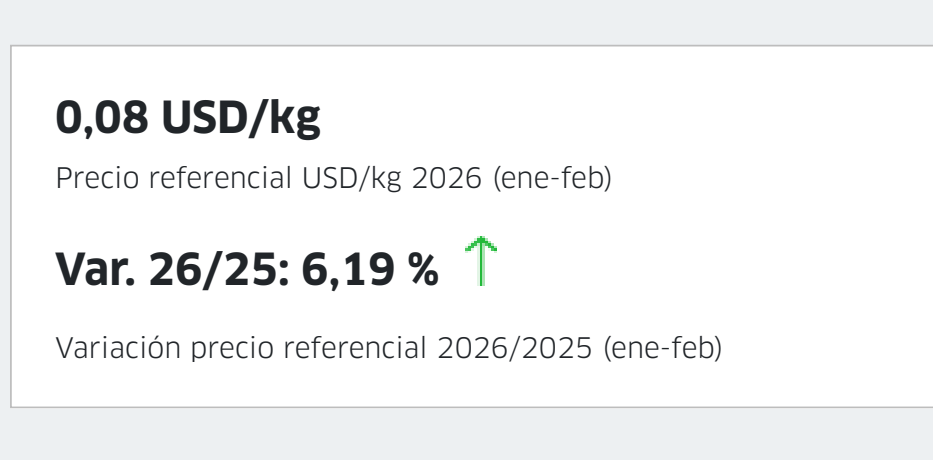 0,08 USD/kg
Precio referencial USD/kg 2026 (ene-feb)
Var. 26/25: 6,19 %
Variación precio referencial 2026/2025 (ene-feb)